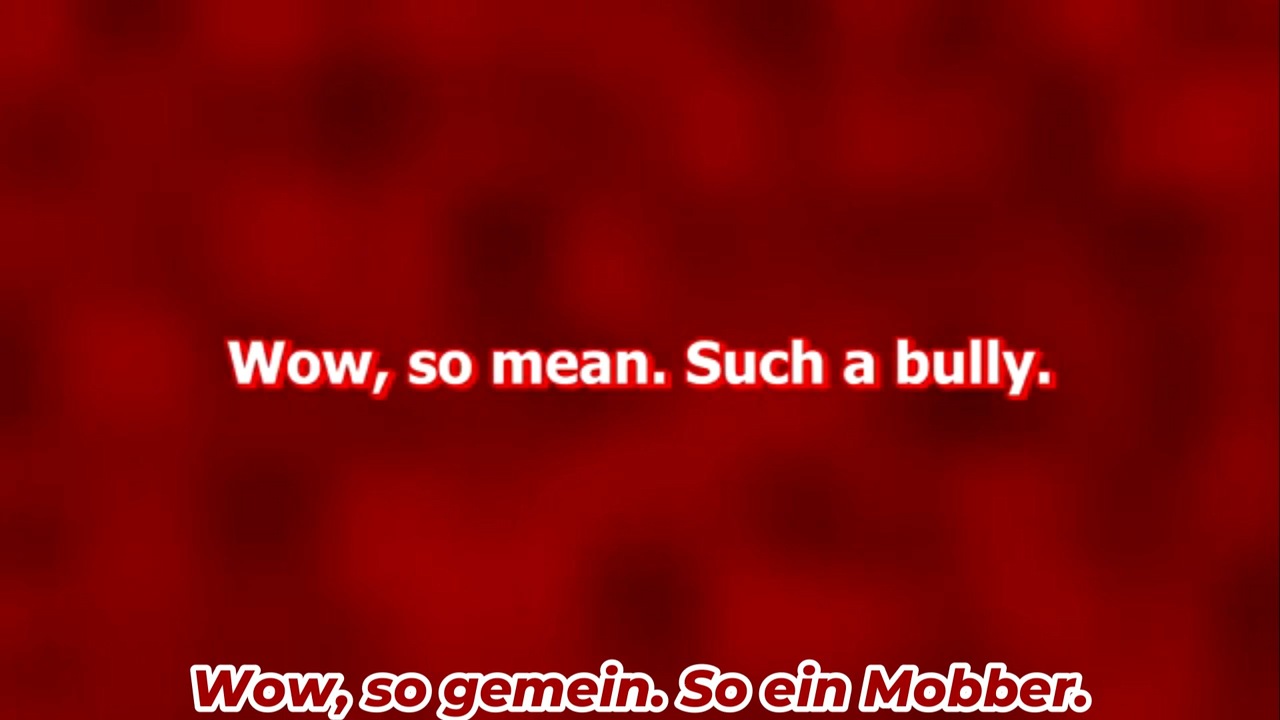 Wow, so mean. Such a bully.
Wow, so gemein. So ein Mobber.